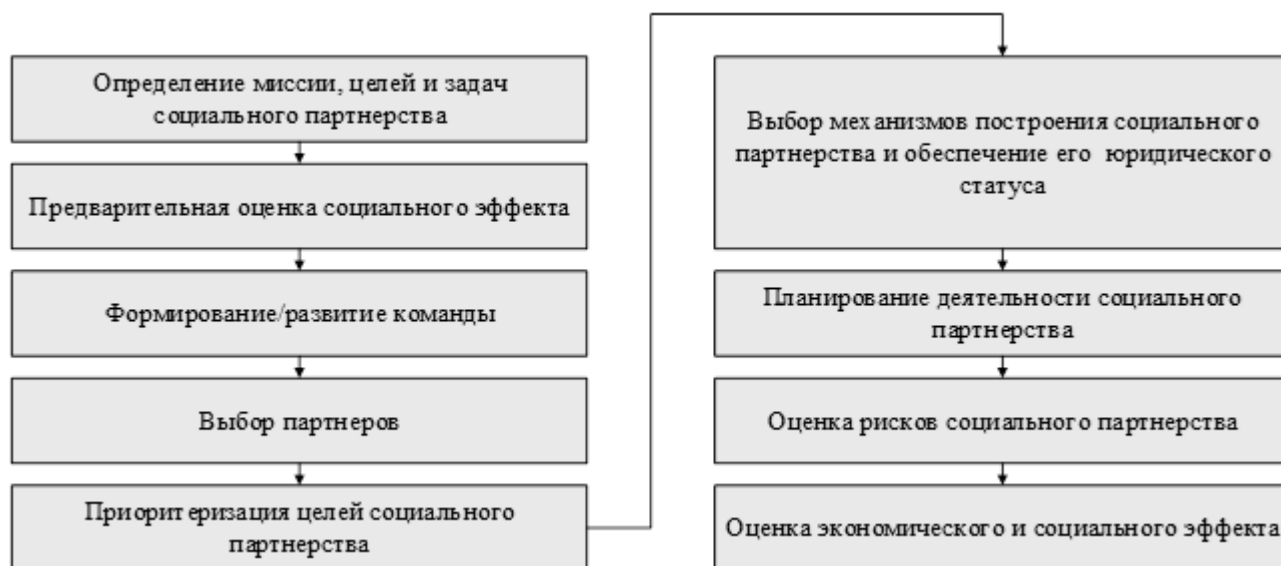 Определение миссии, целей и задач
социального партнерства
Предварительная оценка социального эффекта
Формирование/развитие команды
Выбор партнеров
Приоритеризация целей социального
партнерства
Выбор механизмов построения социального
партнерства и обеспечение его юридического
статуса
Планирование деятельности социального
партнерства
Оценка рисков социального партнерства
Оценка экономического и социального эффекта